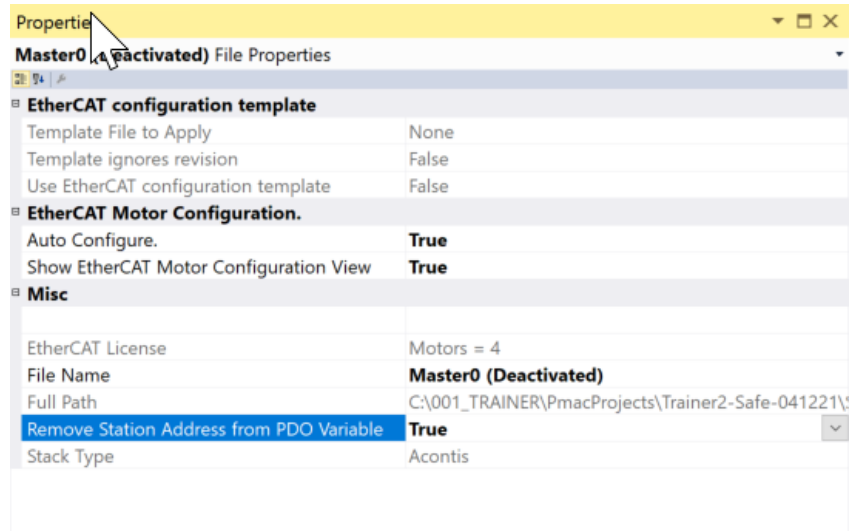 Properties
Master0 (Deactivated) File Properties
EtherCAT configuration template
Template File to Apply None
Template ignores revision False
Use EtherCAT configuration template False
EtherCAT Motor Configuration.
Auto Configure. True
Show EtherCAT Motor Configuration View True
Misc
EtherCAT License Motors = 4
File Name Master0 (Deactivated)
Full Path C:\001_TRAINER\PmacProjects\Trainer2-Safe-041221\
Remove Station Address from PDO Variable True
Stack Type Acontis